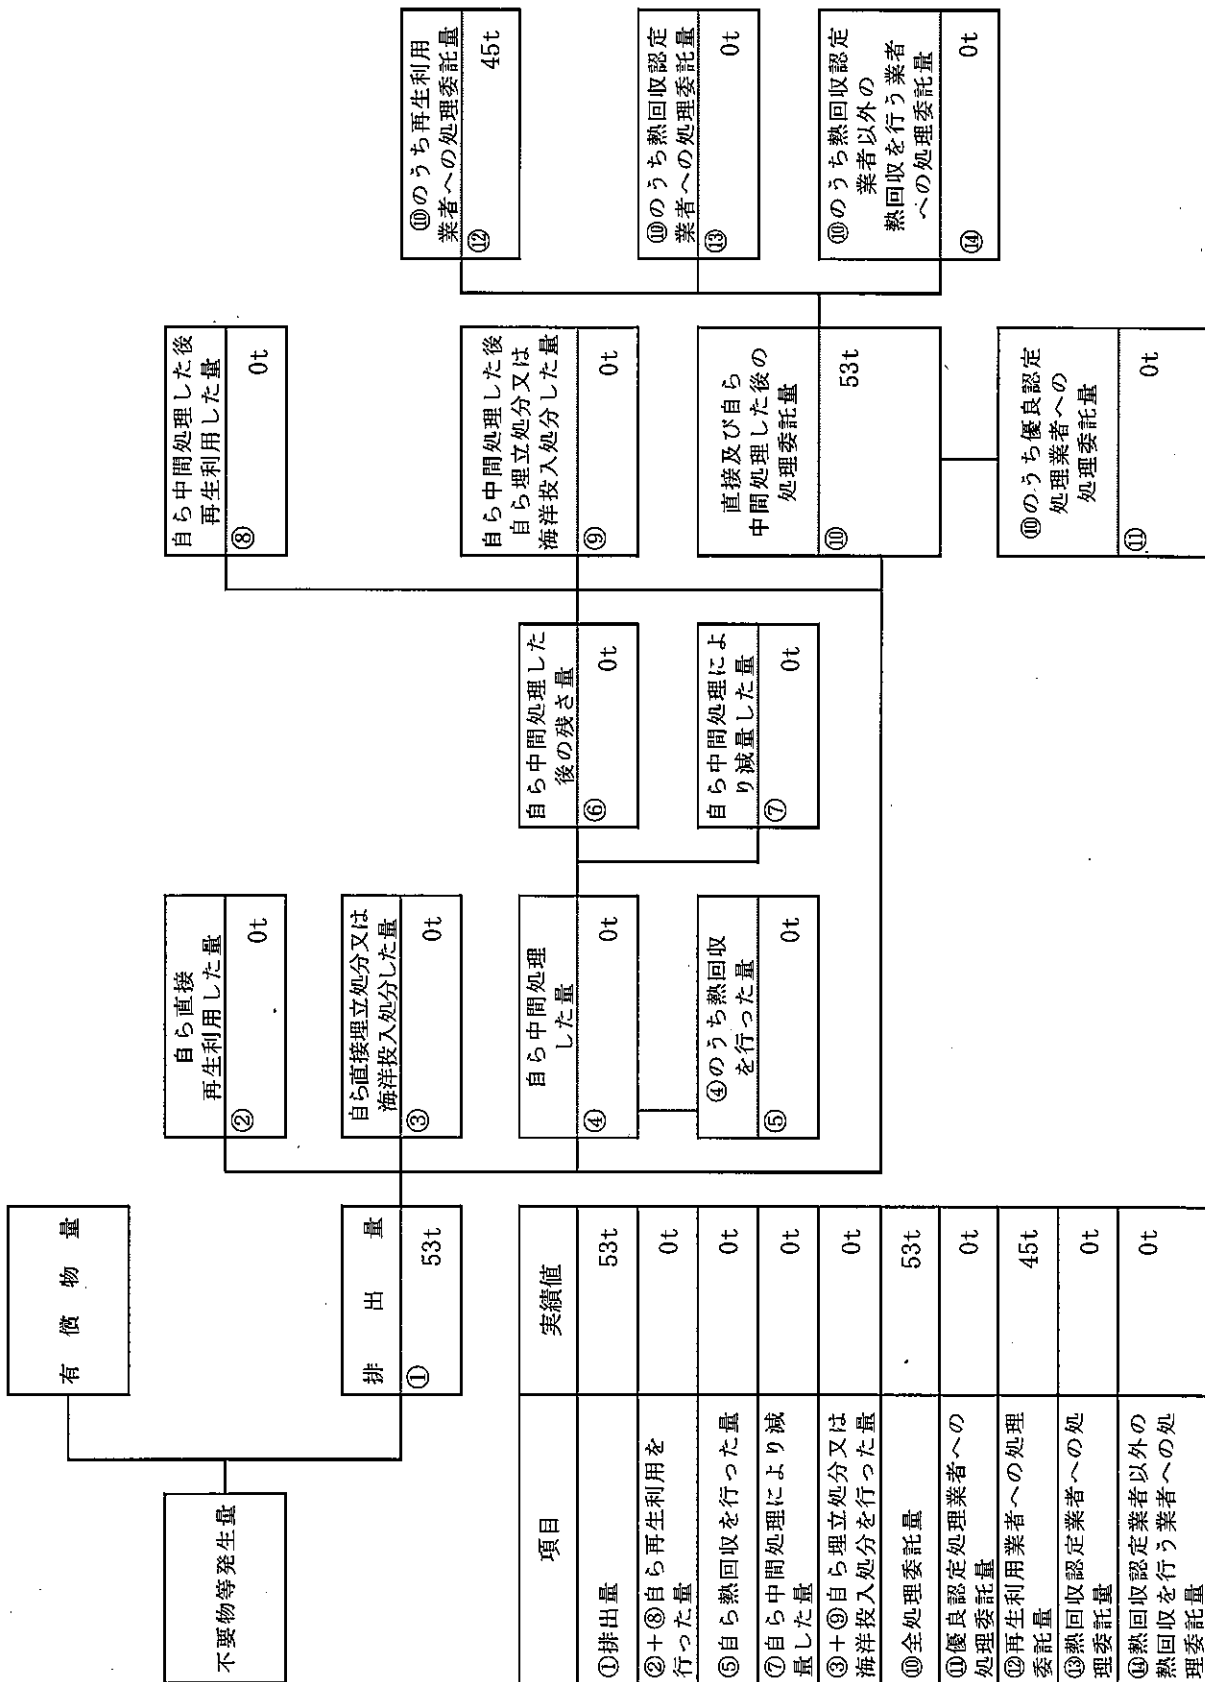 不要物等発生量
有償物量
排出量
①
53t
自ら直接
再生利用した量
②
0t
自ら直接埋立処分又は
海洋投入処分した量
③
0t
自ら中間処理
した量
④
0t
④のうち熱回収
を行った量
⑤
0t
自ら中間処理した
後の残さ量
⑥
0t
自ら中間処理によ
り減量した量
⑦
0t
自ら中間処理した後
再生利用した量
⑧
0t
自ら中間処理した後
自ら埋立処分又は
海洋投入処分した量
⑨
0t
直接及び自ら
中間処理した後の
処理委託量
⑩
53t
⑩のうち優良認定
処理業者への
処理委託量
⑪
0t
⑩のうち再生利用
業者への処理委託量
⑫
45t
⑩のうち熱回収認定
業者への処理委託量
⑬
0t
⑩のうち熱回収認定
業者以外の
熱回収を行う業者
への処理委託量
⑭
0t
項目
実績値
①排出量
53t
②+⑧自ら再生利用を
行った量
0t
⑤自ら熱回収を行った量
0t
⑦自ら中間処理により減
量した量
0t
③+⑨自ら埋立処分又は
海洋投入処分を行った量
0t
⑩全処理委託量
53t
⑪優良認定処理業者への
処理委託量
0t
⑫再生利用業者への処理
委託量
45t
⑬熱回収認定業者への処
理委託量
0t
⑭熱回収認定業者以外の
熱回収を行う業者への処
理委託量
0t